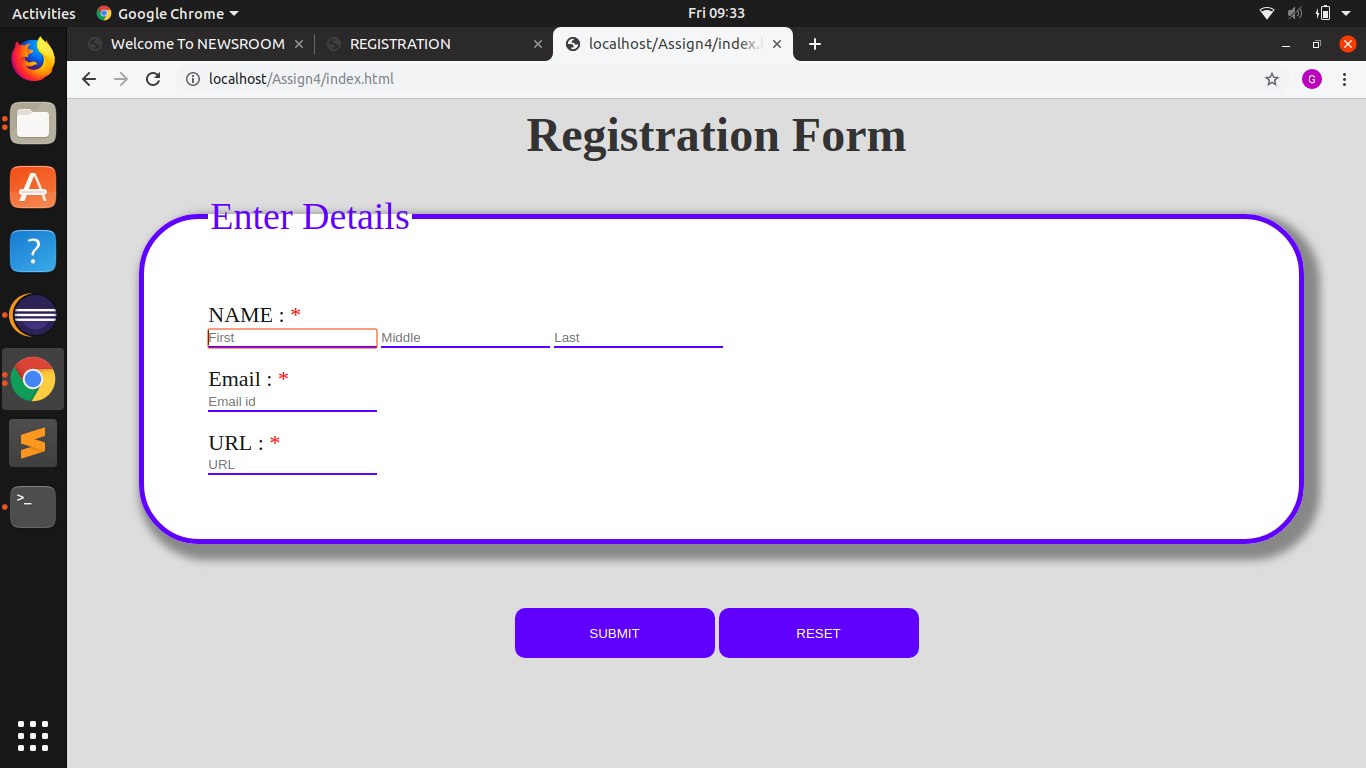 Activities Google Chrome Fri 09:33
Welcome To NEWSROOM REGISTRATION localhost/Assign4/index.
localhost/Assign4/index.html G
Registration Form
Enter Details
NAME : *
First Middle Last
Email : *
Email id
URL : *
URL
>_
SUBMIT RESET